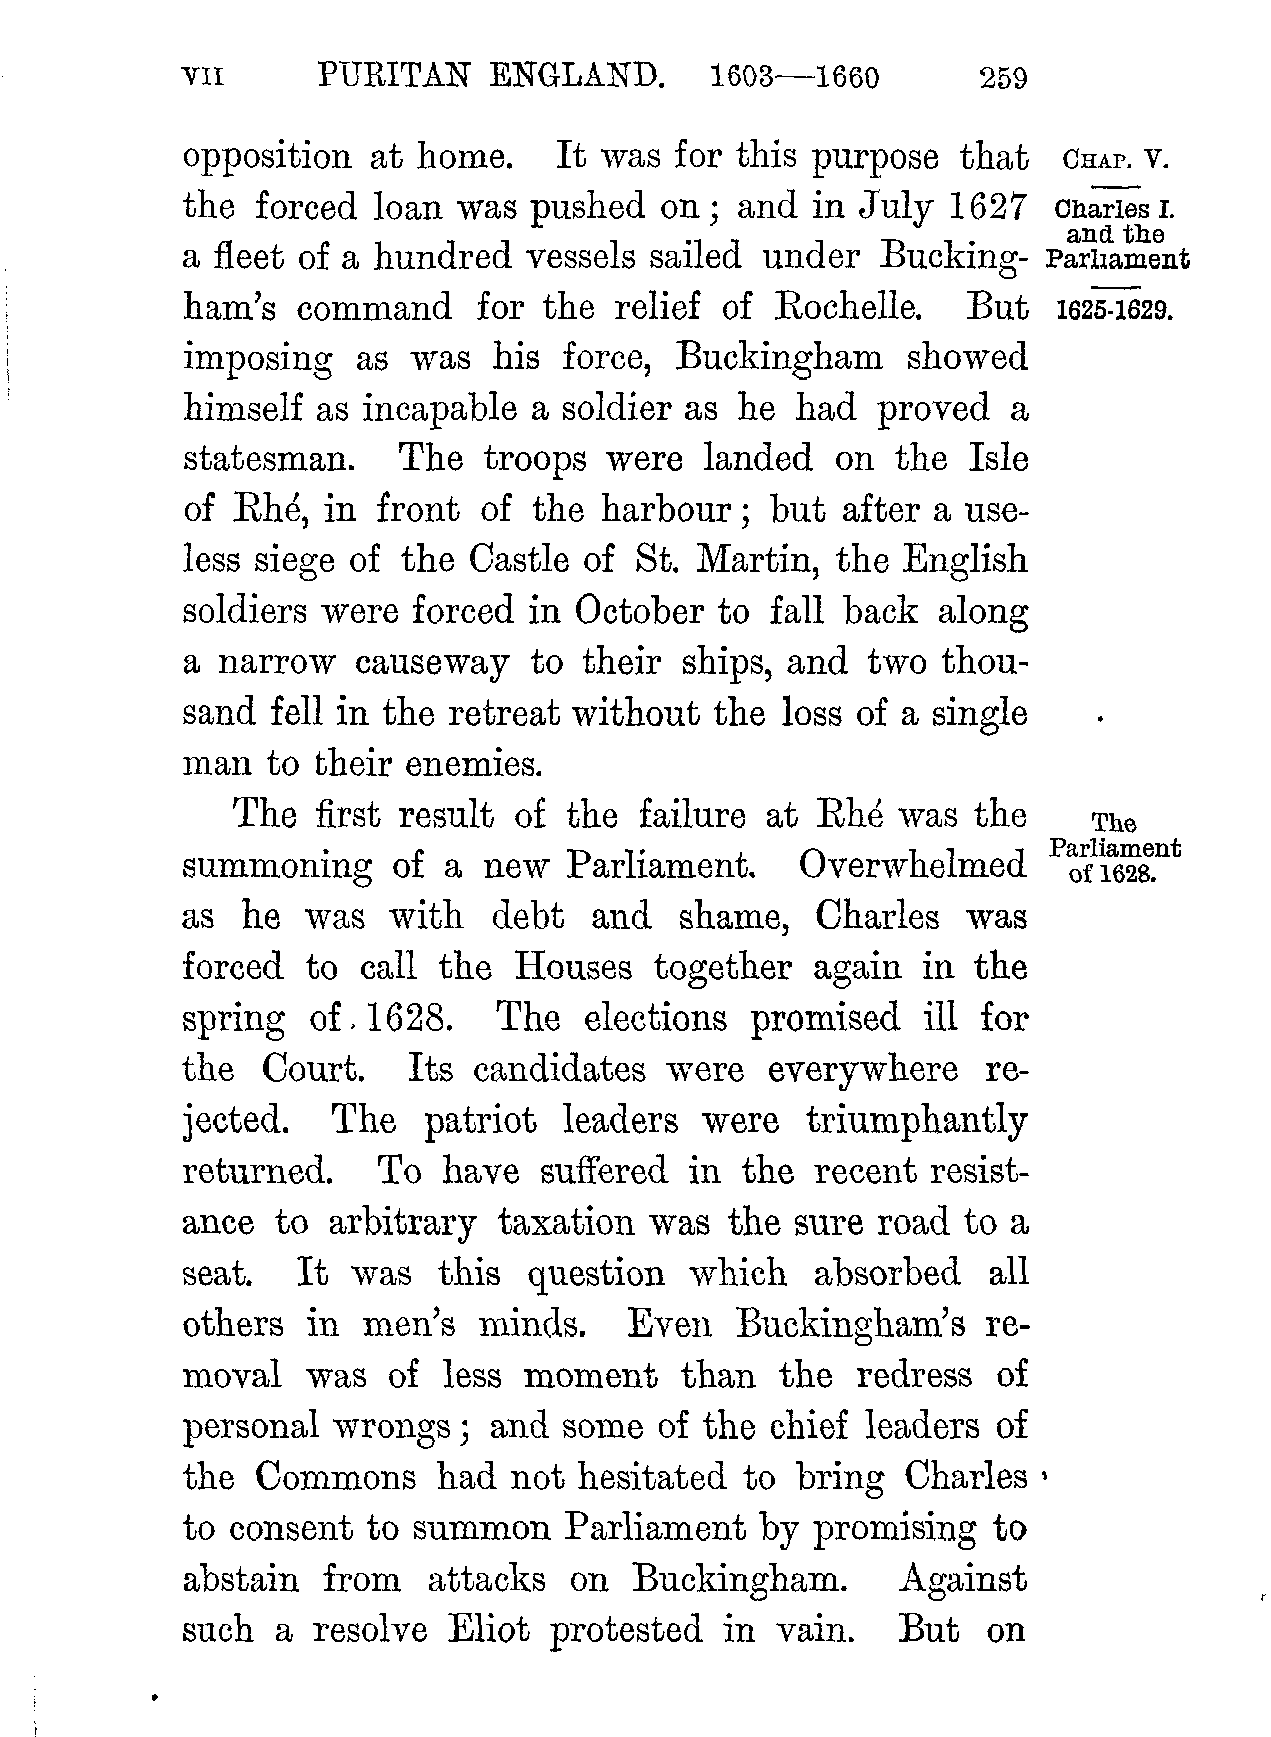 VII PURITAN ENGLAND. 1603—1660 259
opposition at home. It was for this purpose that
the forced loan was pushed on; and in July 1627
a fleet of a hundred vessels sailed under Bucking-
ham's command for the relief of Rochelle. But
imposing as was his force, Buckingham showed
himself as incapable a soldier as he had proved a
statesman. The troops were landed on the Isle
of Rhé, in front of the harbour; but after a use-
less siege of the Castle of St. Martin, the English
soldiers were forced in October to fall back along
a narrow causeway to their ships, and two thou-
sand fell in the retreat without the loss of a single
man to their enemies.
CHAP. V.
Charles I.
and the
Parliament
1625-1629.
The first result of the failure at Rhé was the
summoning of a new Parliament. Overwhelmed
as he was with debt and shame, Charles was
forced to call the Houses together again in the
spring of 1628. The elections promised ill for
the Court. Its candidates were everywhere re-
jected. The patriot leaders were triumphantly
returned. To have suffered in the recent resist-
ance to arbitrary taxation was the sure road to a
seat. It was this question which absorbed all
others in men's minds. Even Buckingham's re-
moval was of less moment than the redress of
personal wrongs; and some of the chief leaders of
the Commons had not hesitated to bring Charles
to consent to summon Parliament by promising to
abstain from attacks on Buckingham. Against
such a resolve Eliot protested in vain. But on
The
Parliament
of 1628.